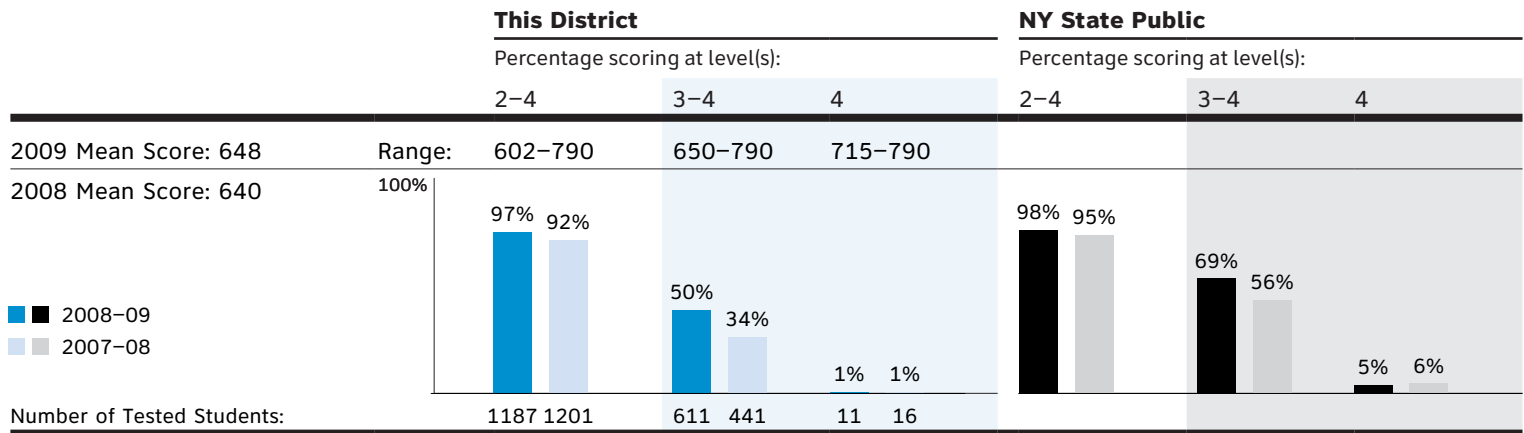 This District NY State Public
Percentage scoring at level(s): Percentage scoring at level(s):
2–4 3–4 4 2–4 3–4 4
2009 Mean Score: 648 Range: 602–790 650–790 715–790
2008 Mean Score: 640 100%
97% 92% 98% 95%
50% 34% 69% 56%
1% 1% 5% 6%
2008–09
2007–08
Number of Tested Students: 1187 1201 611 441 11 16